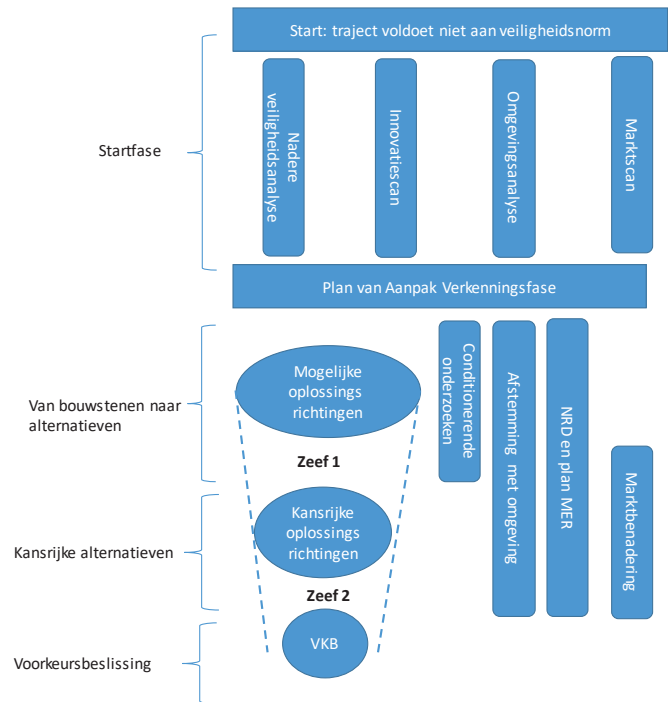 Start: traject voldoet niet aan veiligheidsnorm
Startfase
Nadere
veiligheidsanalyse
Innovatiescan
Omgevingsanalyse
Marktscan
Plan van Aanpak Verkenningsfase
Van bouwstenen naar
alternatieven
Mogelijke
oplossings
richtingen
Zeef 1
Conditionerende
onderzoeken
Afstemming met omgeving
NRD en plan MER
Marktbenadering
Kansrijke alternatieven
Kansrijke
oplossings
richtingen
Zeef 2
Voorkeursbeslissing
VKB